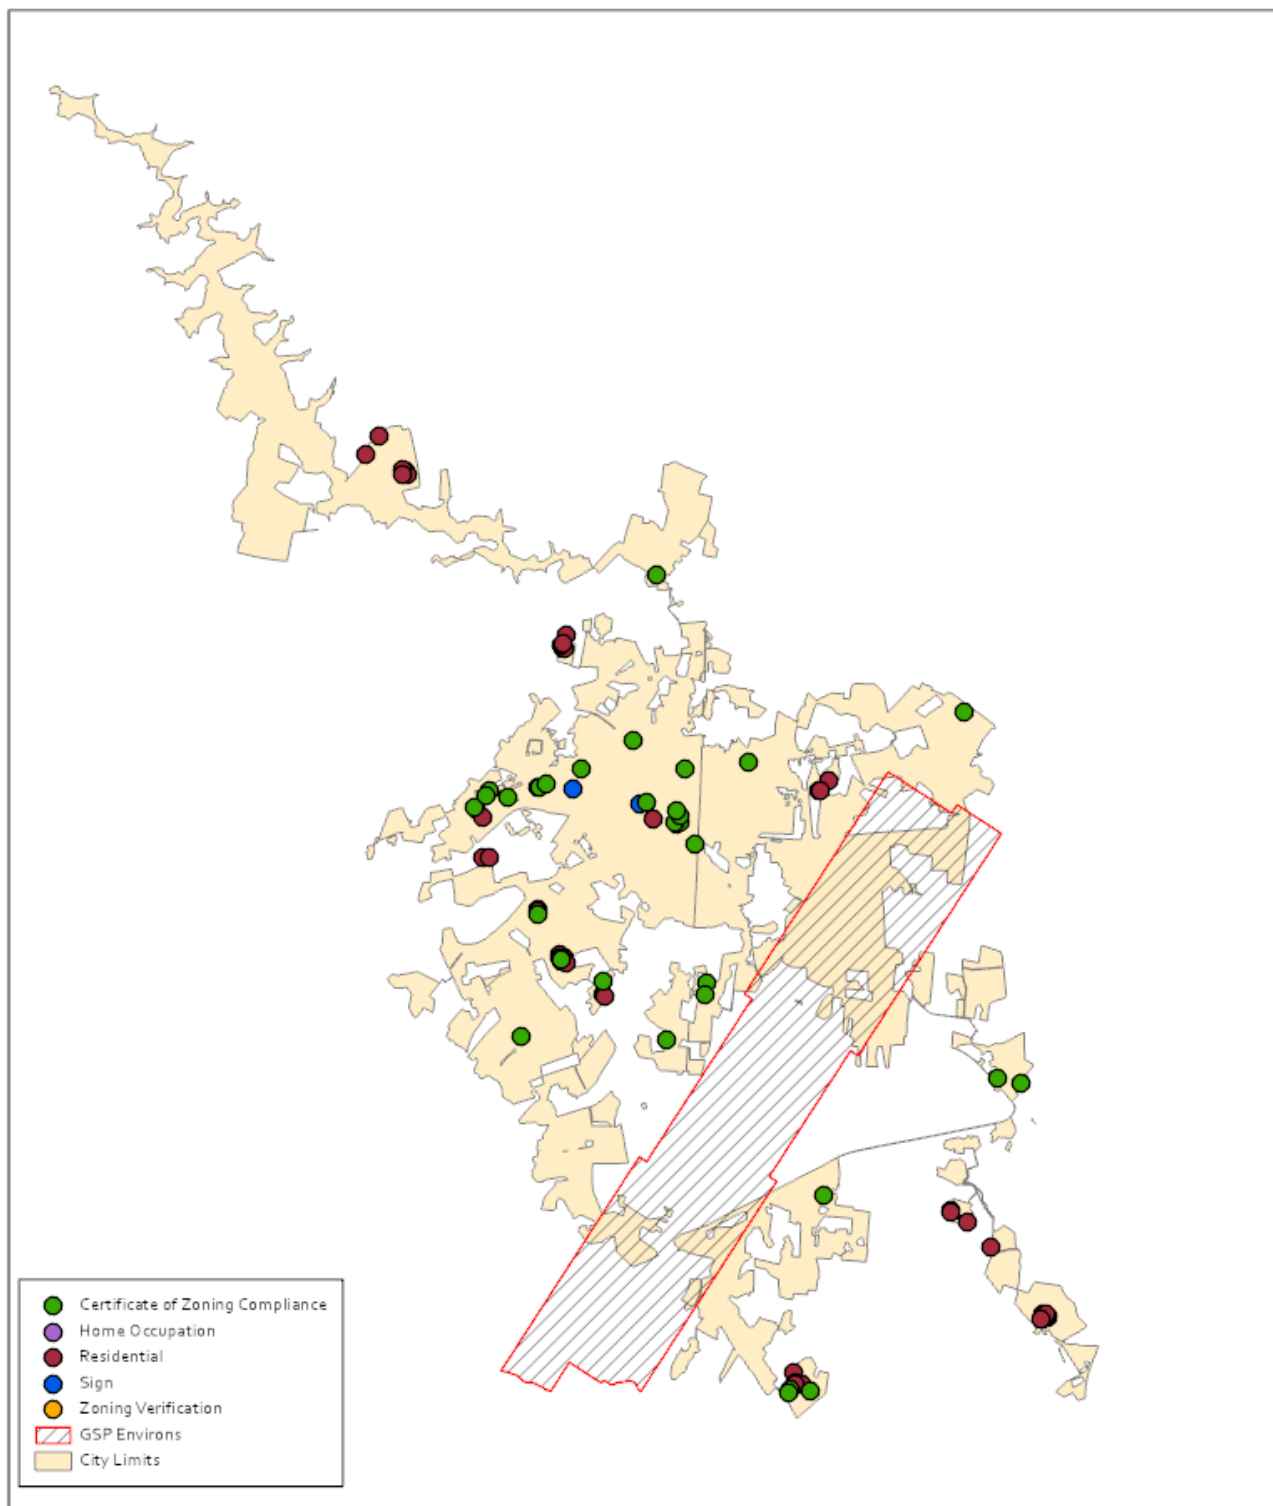 Certificate of Zoning Compliance
Home Occupation
Residential
Sign
Zoning Verification
GSP Environs
City Limits